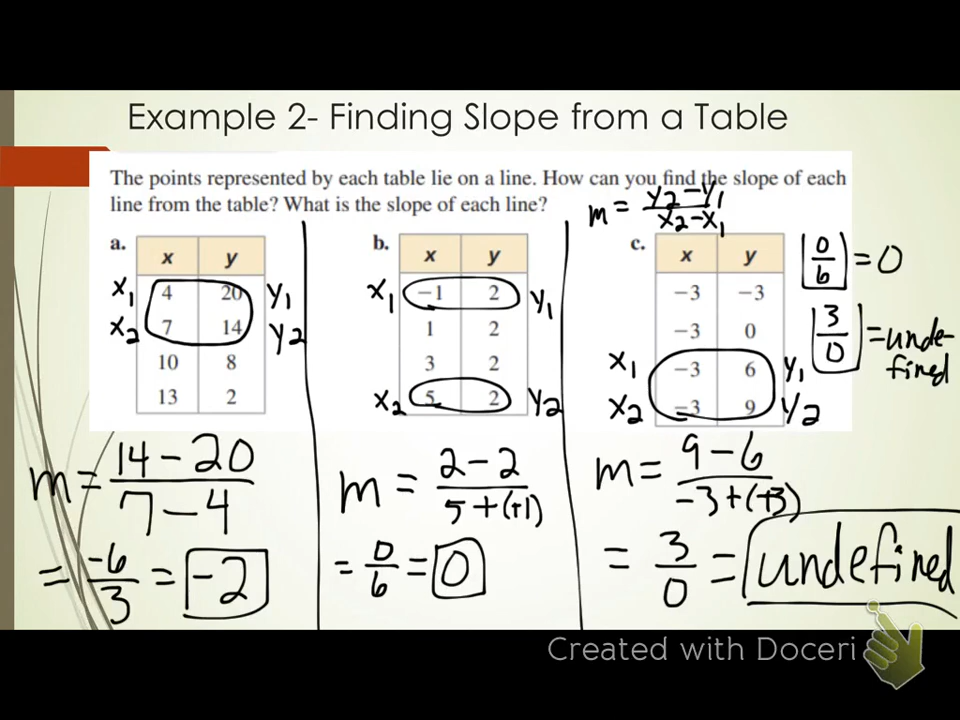 Example 2- Finding Slope from a Table
The points represented by each table lie on a line. How can you find the slope of each
line from the table? What is the slope of each line?
m = y2-y1 / x2-x1
a.
x y
x1 4 20 y1
x2 7 14 y2
10 8
13 2
m = 14-20 / 7-4
= -6/3 = -2
b.
x y
x1 -1 2 y1
1 2
3 2
x2 5 2 y2
m = 2-2 / 5+(+1)
= 0/6 = 0
c.
x y
-3 -3
-3 0
x1 -3 6 y1
x2 -3 9 y2
0/6 = 0
3/0 = unde-
fined
m = 9-6 / -3+(+3)
= 3/0 = undefined
Created with Doceri